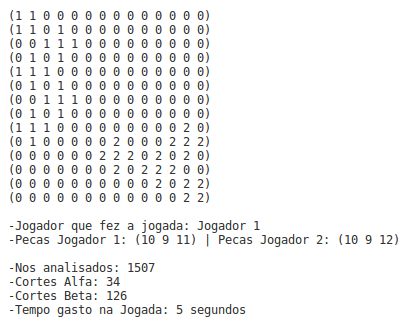 (1 1 0 0 0 0 0 0 0 0 0 0 0 0)
(1 1 0 1 0 0 0 0 0 0 0 0 0 0)
(0 0 1 1 1 0 0 0 0 0 0 0 0 0)
(0 1 0 1 0 0 0 0 0 0 0 0 0 0)
(1 1 1 0 0 0 0 0 0 0 0 0 0 0)
(0 1 0 1 0 0 0 0 0 0 0 0 0 0)
(0 0 1 1 1 0 0 0 0 0 0 0 0 0)
(0 1 0 1 0 0 0 0 0 0 0 0 0 0)
(1 1 1 0 0 0 0 0 0 0 0 0 2 0)
(0 1 0 0 0 0 0 2 0 0 0 2 2 2)
(0 0 0 0 0 0 2 2 2 0 2 0 2 0)
(0 0 0 0 0 0 0 2 0 2 2 2 0 0)
(0 0 0 0 0 0 0 0 0 0 2 0 2 2)
(0 0 0 0 0 0 0 0 0 0 0 0 2 2)
-Jogador que fez a jogada: Jogador 1
-Pecas Jogador 1: (10 9 11) | Pecas Jogador 2: (10 9 12)
-Nos analisados: 1507
-Cortes Alfa: 34
-Cortes Beta: 126
-Tempo gasto na Jogada: 5 segundos